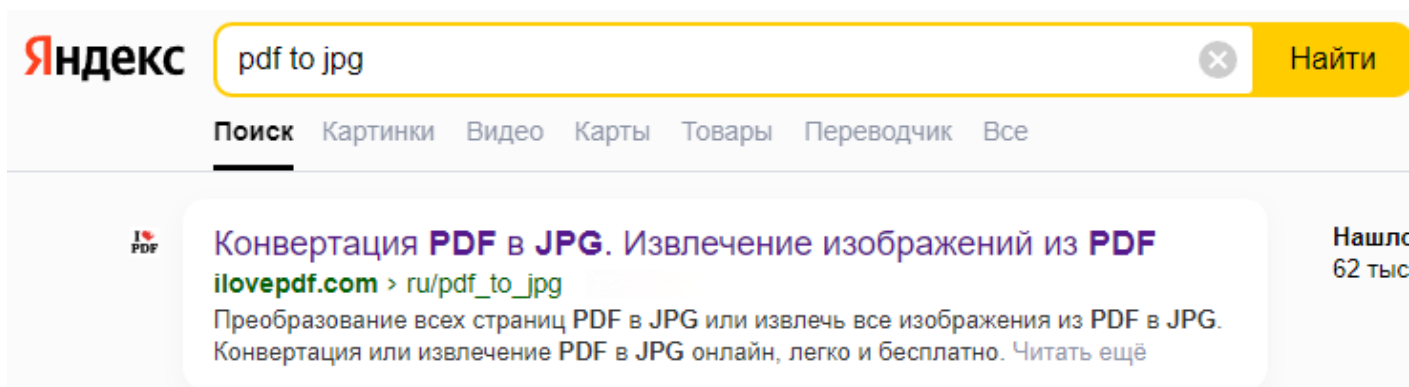 Яндекс pdf to jpg Найти
Поиск Картинки Видео Карты Товары Переводчик Все
I PDF Конвертация PDF в JPG. Извлечение изображений из PDF
ilovepdf.com › ru/pdf_to_jpg
Преобразование всех страниц PDF в JPG или извлечь все изображения из PDF в JPG.
Конвертация или извлечение PDF в JPG онлайн, легко и бесплатно. Читать ещё
62